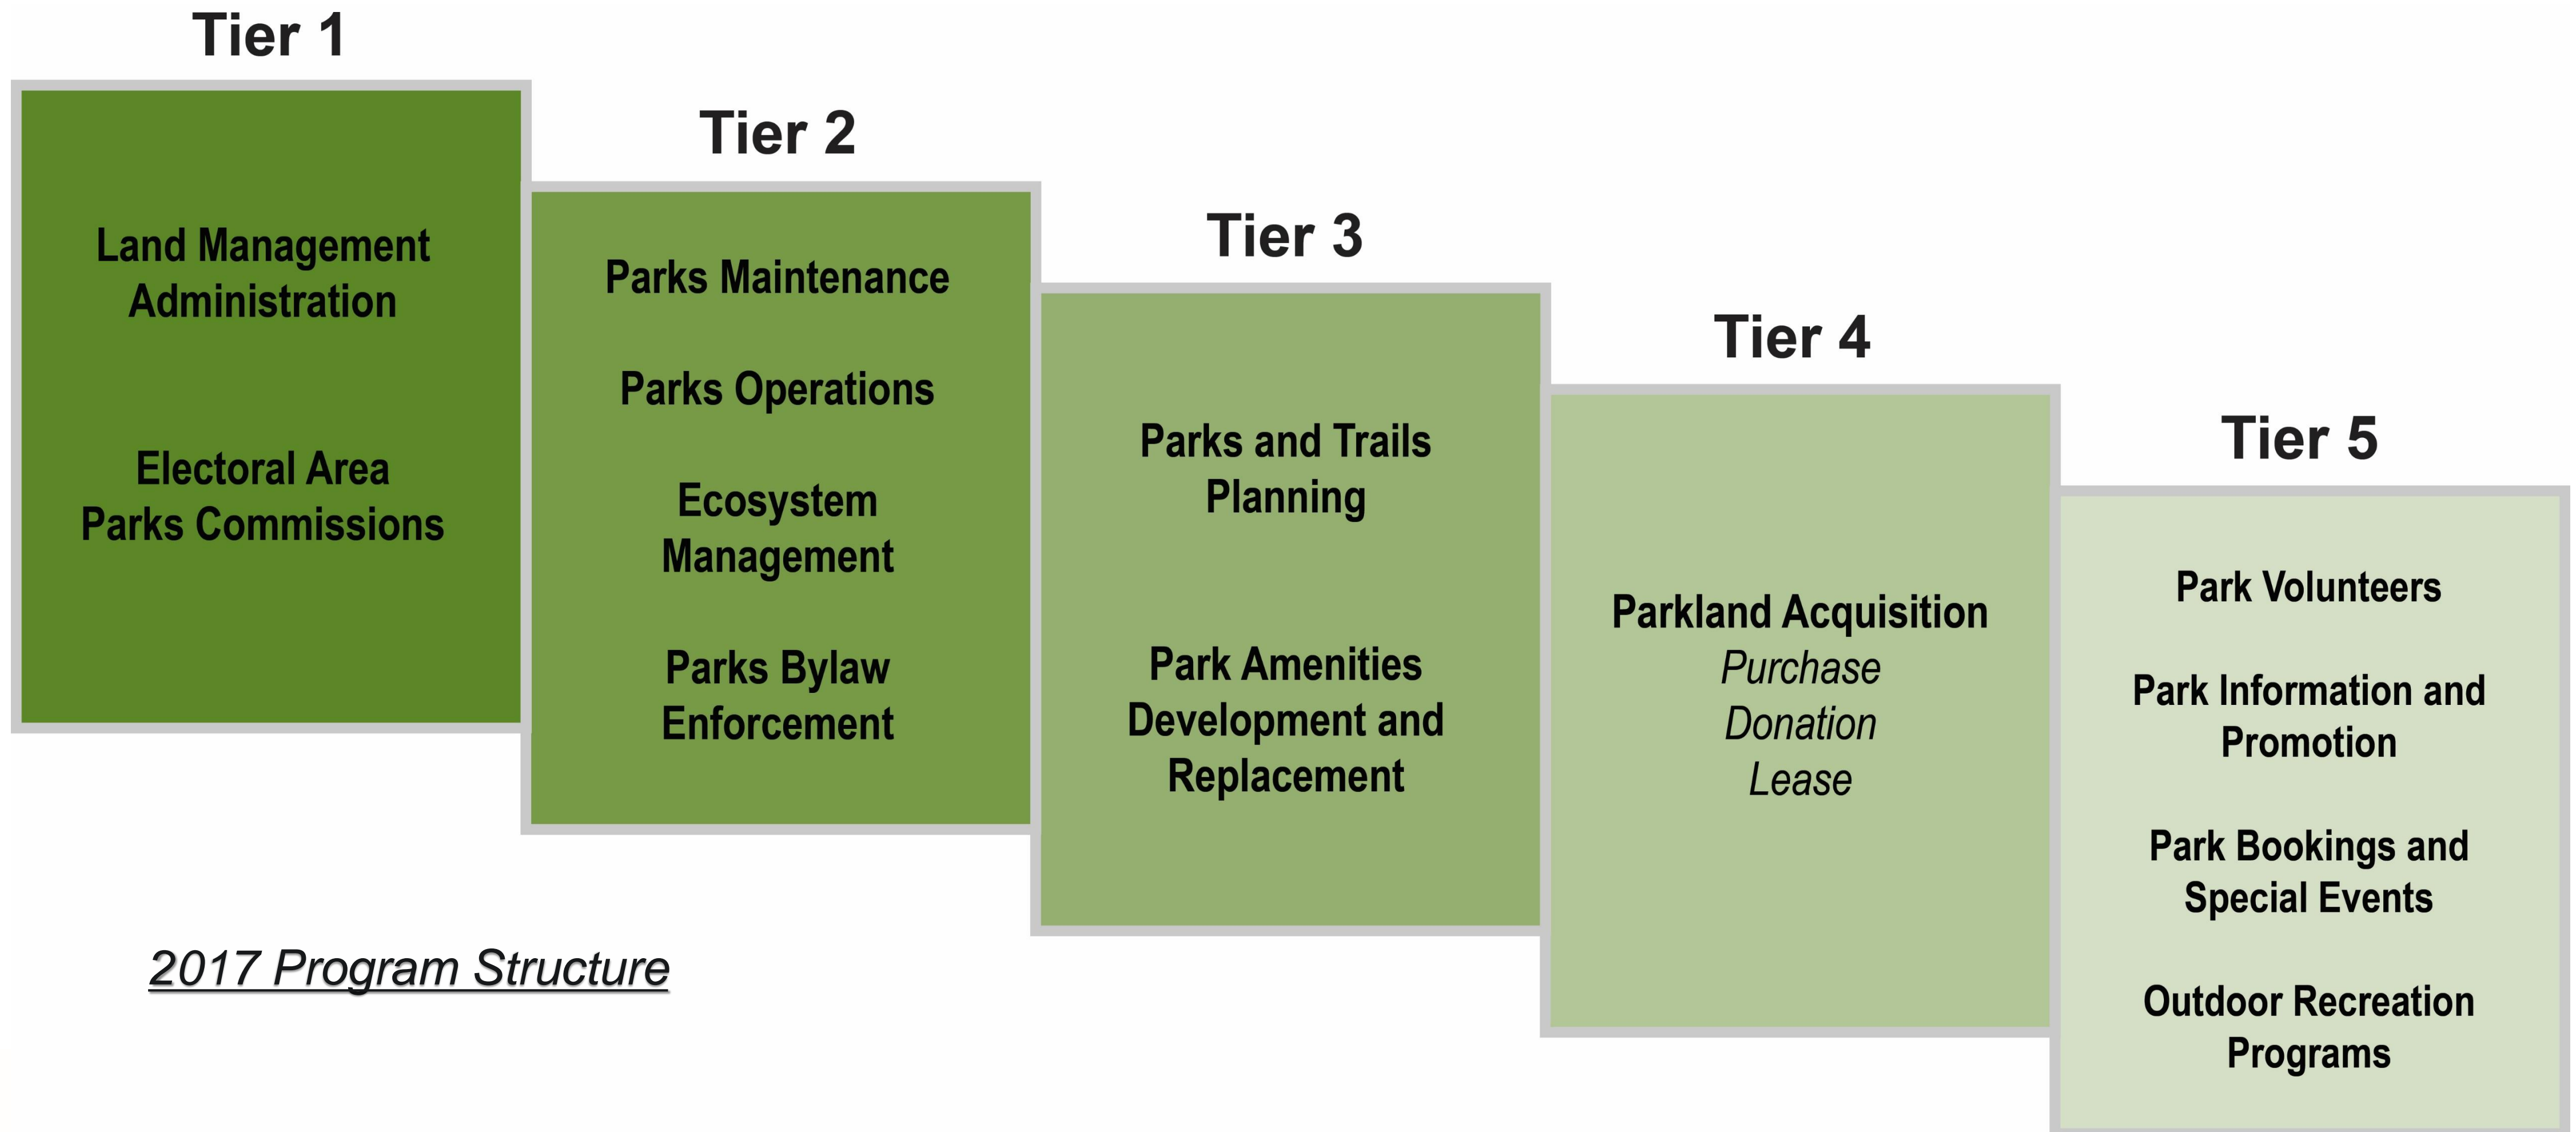 Tier 1
Land Management
Administration
Electoral Area
Parks Commissions
Tier 2
Parks Maintenance
Parks Operations
Ecosystem
Management
Parks Bylaw
Enforcement
Tier 3
Parks and Trails
Planning
Park Amenities
Development and
Replacement
Tier 4
Parkland Acquisition
Purchase
Donation
Lease
Tier 5
Park Volunteers
Park Information and
Promotion
Park Bookings and
Special Events
Outdoor Recreation
Programs
2017 Program Structure